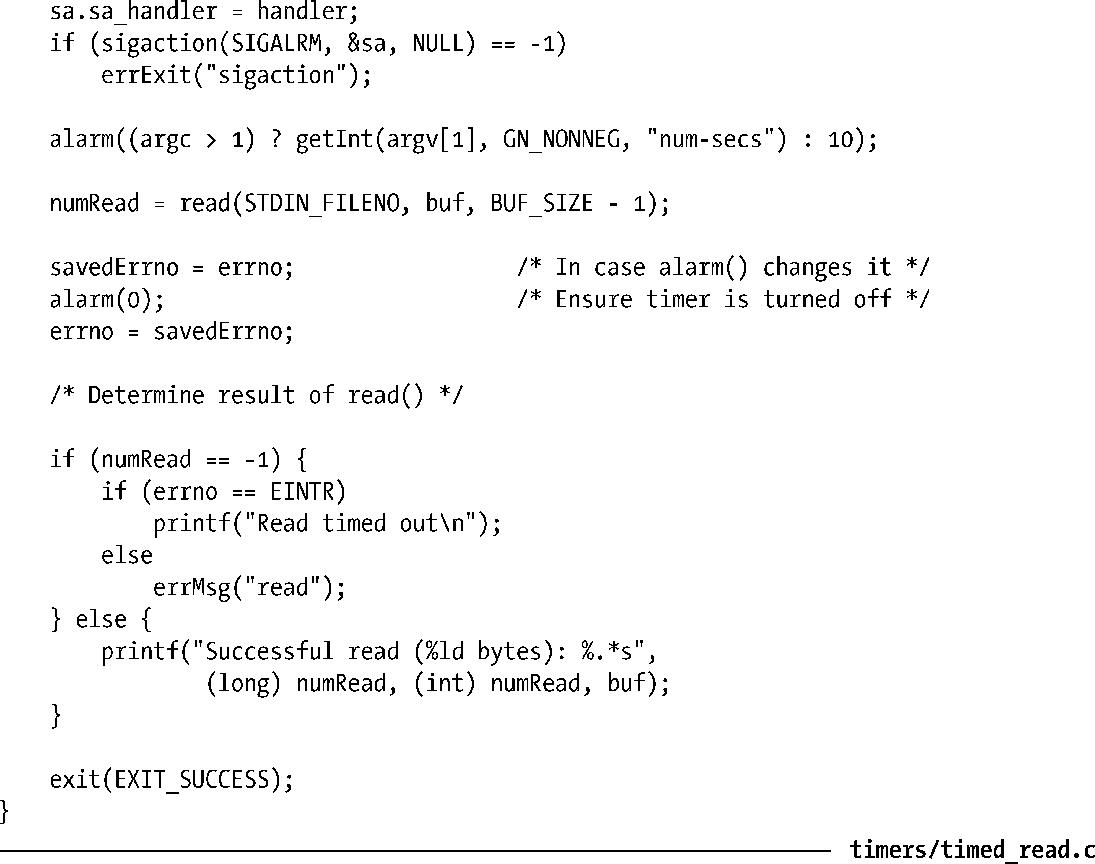 sa.sa_handler = handler;
if (sigaction(SIGALRM, &sa, NULL) == -1)
errExit("sigaction");
alarm((argc > 1) ? getInt(argv[1], GN_NONNEG, "num-secs") : 10);
numRead = read(STDIN_FILENO, buf, BUF_SIZE - 1);
savedErrno = errno; /* In case alarm() changes it */
alarm(0); /* Ensure timer is turned off */
errno = savedErrno;
/* Determine result of read() */
if (numRead == -1) {
if (errno == EINTR)
printf("Read timed out\n");
else
errMsg("read");
} else {
printf("Successful read (%ld bytes): %.*s",
(long) numRead, (int) numRead, buf);
}
exit(EXIT_SUCCESS);
}
timers/timed_read.c